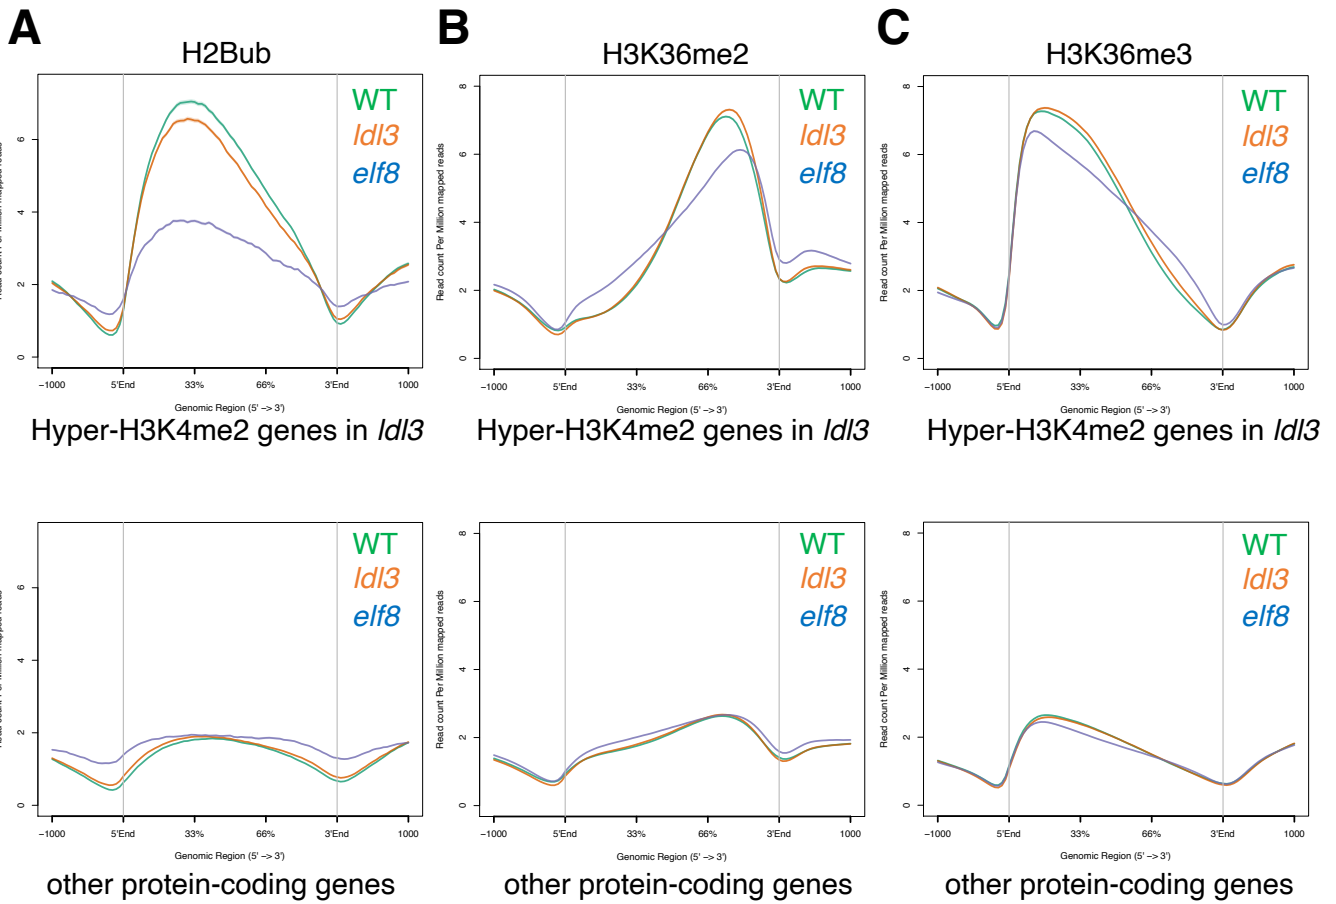 A
B
C
H2Bub
H3K36me2
H3K36me3
WT
ldl3
elf8
WT
ldl3
elf8
WT
ldl3
elf8
Read count Per Million mapped reads
Read count Per Million mapped reads
0
2
4
6
0
2
4
6
8
0
2
4
6
8
−1000
5'End
33%
66%
3'End
1000
−1000
5'End
33%
66%
3'End
1000
−1000
5'End
33%
66%
3'End
1000
Genomic Region (5' −> 3')
Genomic Region (5' −> 3')
Genomic Region (5' −> 3')
Hyper-H3K4me2 genes in ldl3
Hyper-H3K4me2 genes in ldl3
Hyper-H3K4me2 genes in ldl3
WT
ldl3
elf8
WT
ldl3
elf8
WT
ldl3
elf8
Read count Per Million mapped reads
Read count Per Million mapped reads
0
2
4
6
0
2
4
6
8
0
2
4
6
8
−1000
5'End
33%
66%
3'End
1000
−1000
5'End
33%
66%
3'End
1000
−1000
5'End
33%
66%
3'End
1000
Genomic Region (5' −> 3')
Genomic Region (5' −> 3')
Genomic Region (5' −> 3')
other protein-coding genes
other protein-coding genes
other protein-coding genes